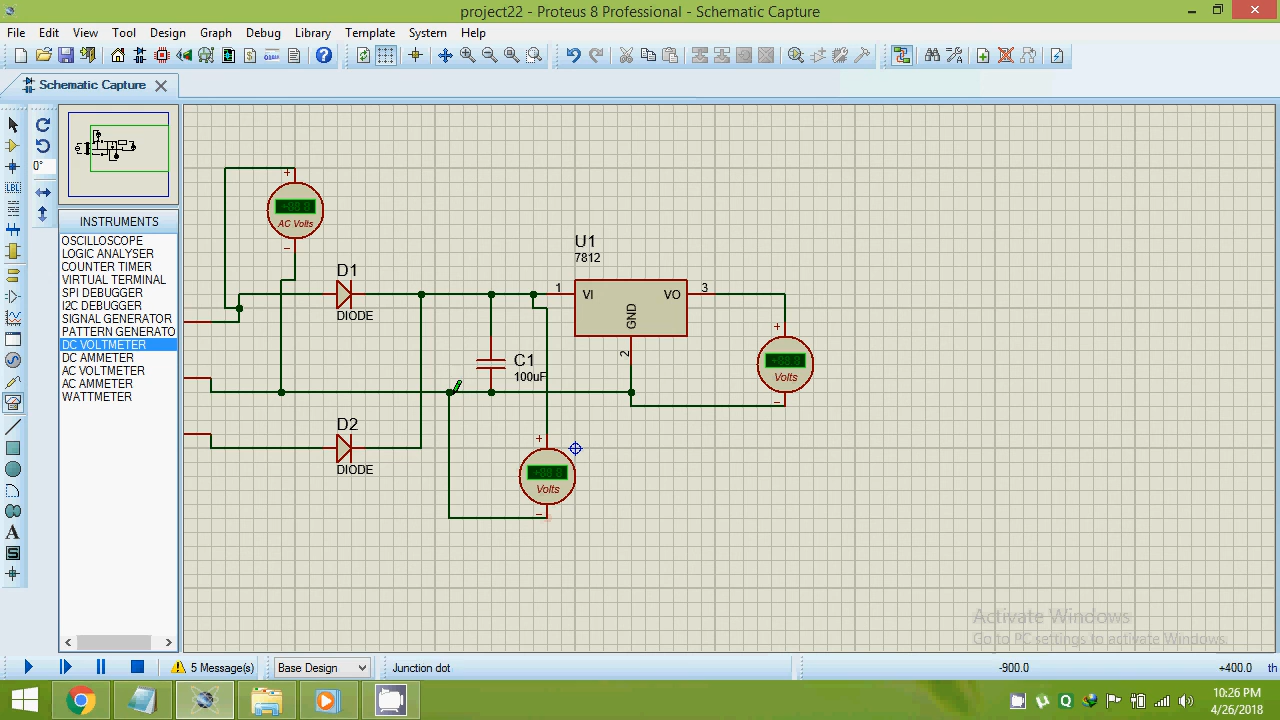 project22 - Proteus 8 Professional - Schematic Capture
File Edit View Tool Design Graph Debug Library Template System Help
Schematic Capture
0°
LBL
A
S
INSTRUMENTS
OSCILLOSCOPE
LOGIC ANALYSER
COUNTER TIMER
VIRTUAL TERMINAL
SPI DEBUGGER
I2C DEBUGGER
SIGNAL GENERATOR
PATTERN GENERATO
DC VOLTMETER
DC AMMETER
AC VOLTMETER
AC AMMETER
WATTMETER
+
AC Volts
−
D1
DIODE
U1
7812
1
VI
VO
3
GND
2
C1
100uF
+
Volts
−
D2
DIODE
+
Volts
−
Activate Windows
Go to PC settings to activate Windows.
5 Message(s)
Base Design
Junction dot
-900.0
+400.0
th
10:26 PM
4/26/2018